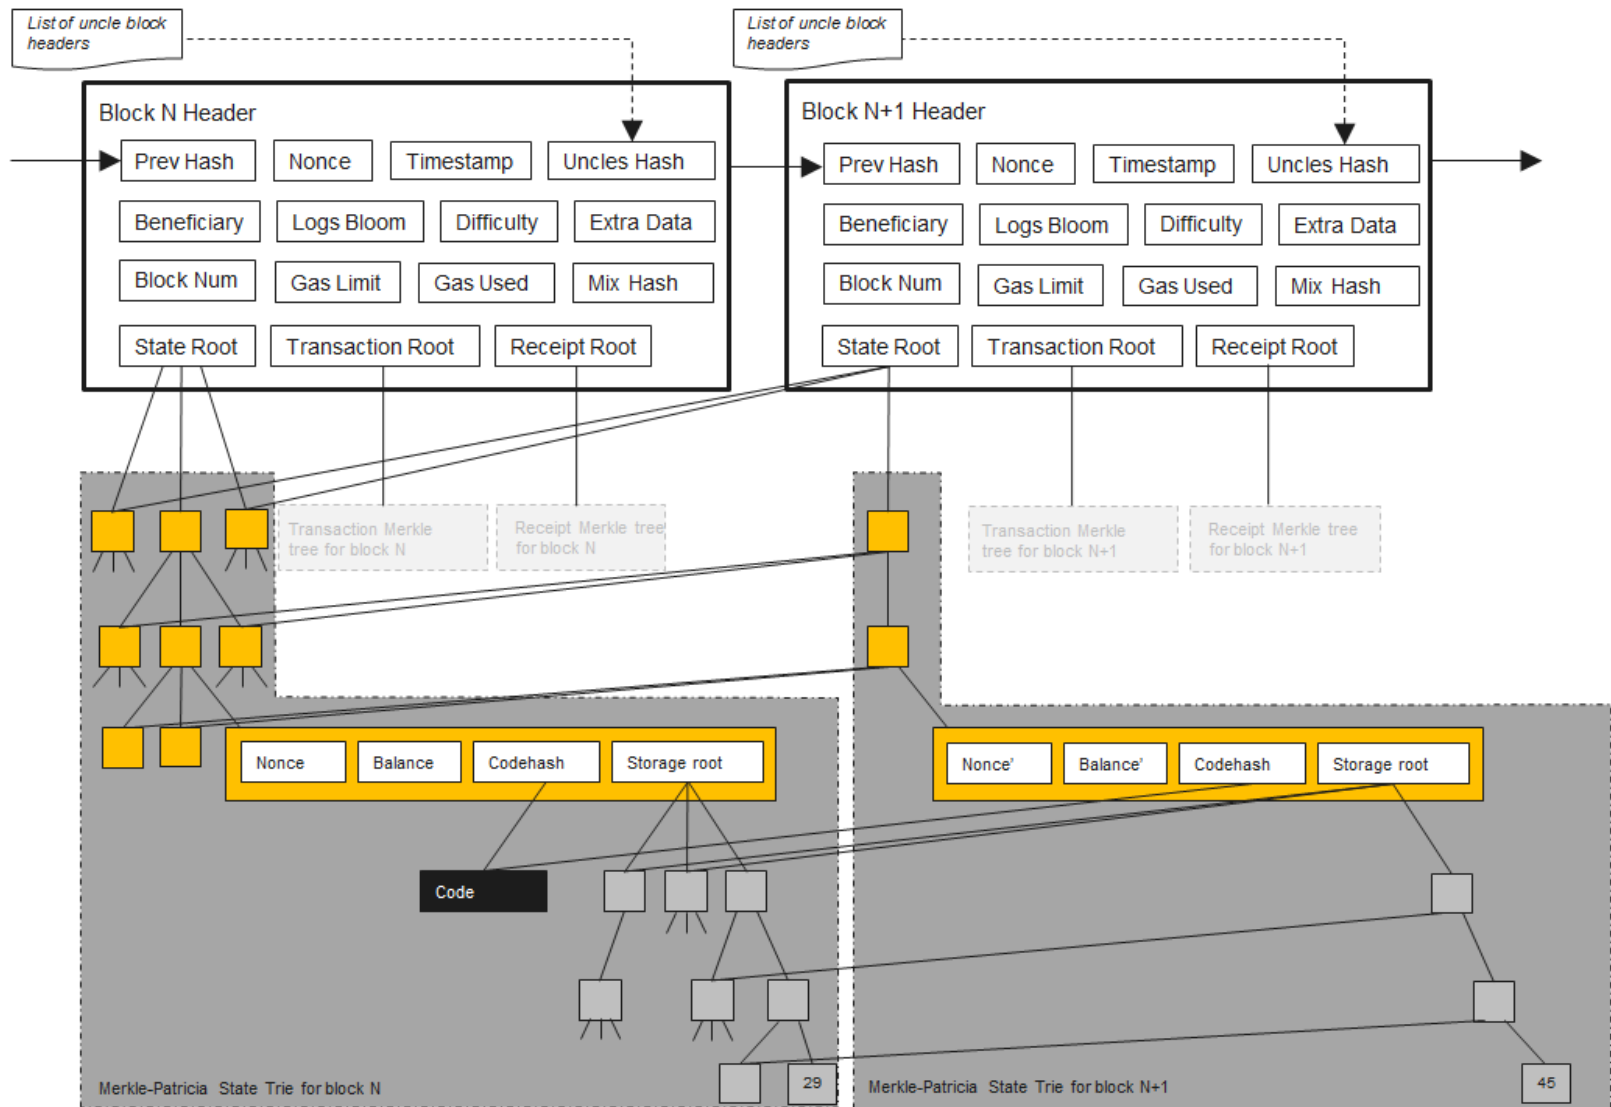 List of uncle block
headers
List of uncle block
headers
Block N Header
Prev Hash
Nonce
Timestamp
Uncles Hash
Beneficiary
Logs Bloom
Difficulty
Extra Data
Block Num
Gas Limit
Gas Used
Mix Hash
State Root
Transaction Root
Receipt Root
Block N+1 Header
Prev Hash
Nonce
Timestamp
Uncles Hash
Beneficiary
Logs Bloom
Difficulty
Extra Data
Block Num
Gas Limit
Gas Used
Mix Hash
State Root
Transaction Root
Receipt Root
Transaction Merkle
tree for block N
Receipt Merkle tree
for block N
Transaction Merkle
tree for block N+1
Receipt Merkle tree
for block N+1
Nonce
Balance
Codehash
Storage root
Nonce'
Balance'
Codehash
Storage root
Code
29
45
Merkle-Patricia State Trie for block N
Merkle-Patricia State Trie for block N+1